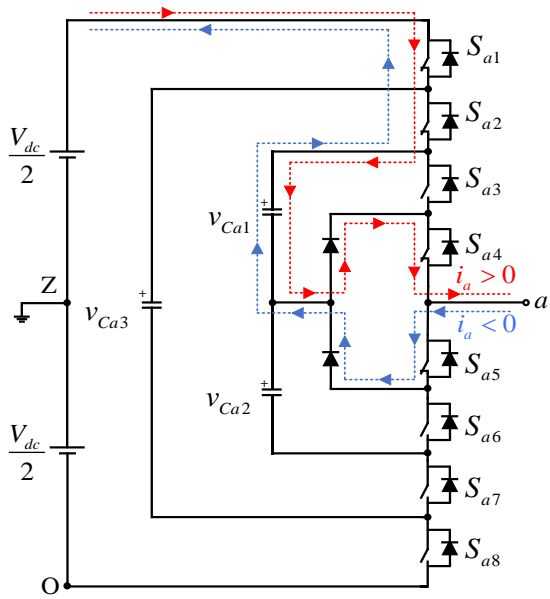 S_{a1}
S_{a2}
V_{dc}/2
S_{a3}
v_{Ca1}
+
S_{a4}
i_a > 0
Z
v_{Ca3}
+
a
i_a < 0
S_{a5}
v_{Ca2}
+
S_{a6}
V_{dc}/2
S_{a7}
S_{a8}
O